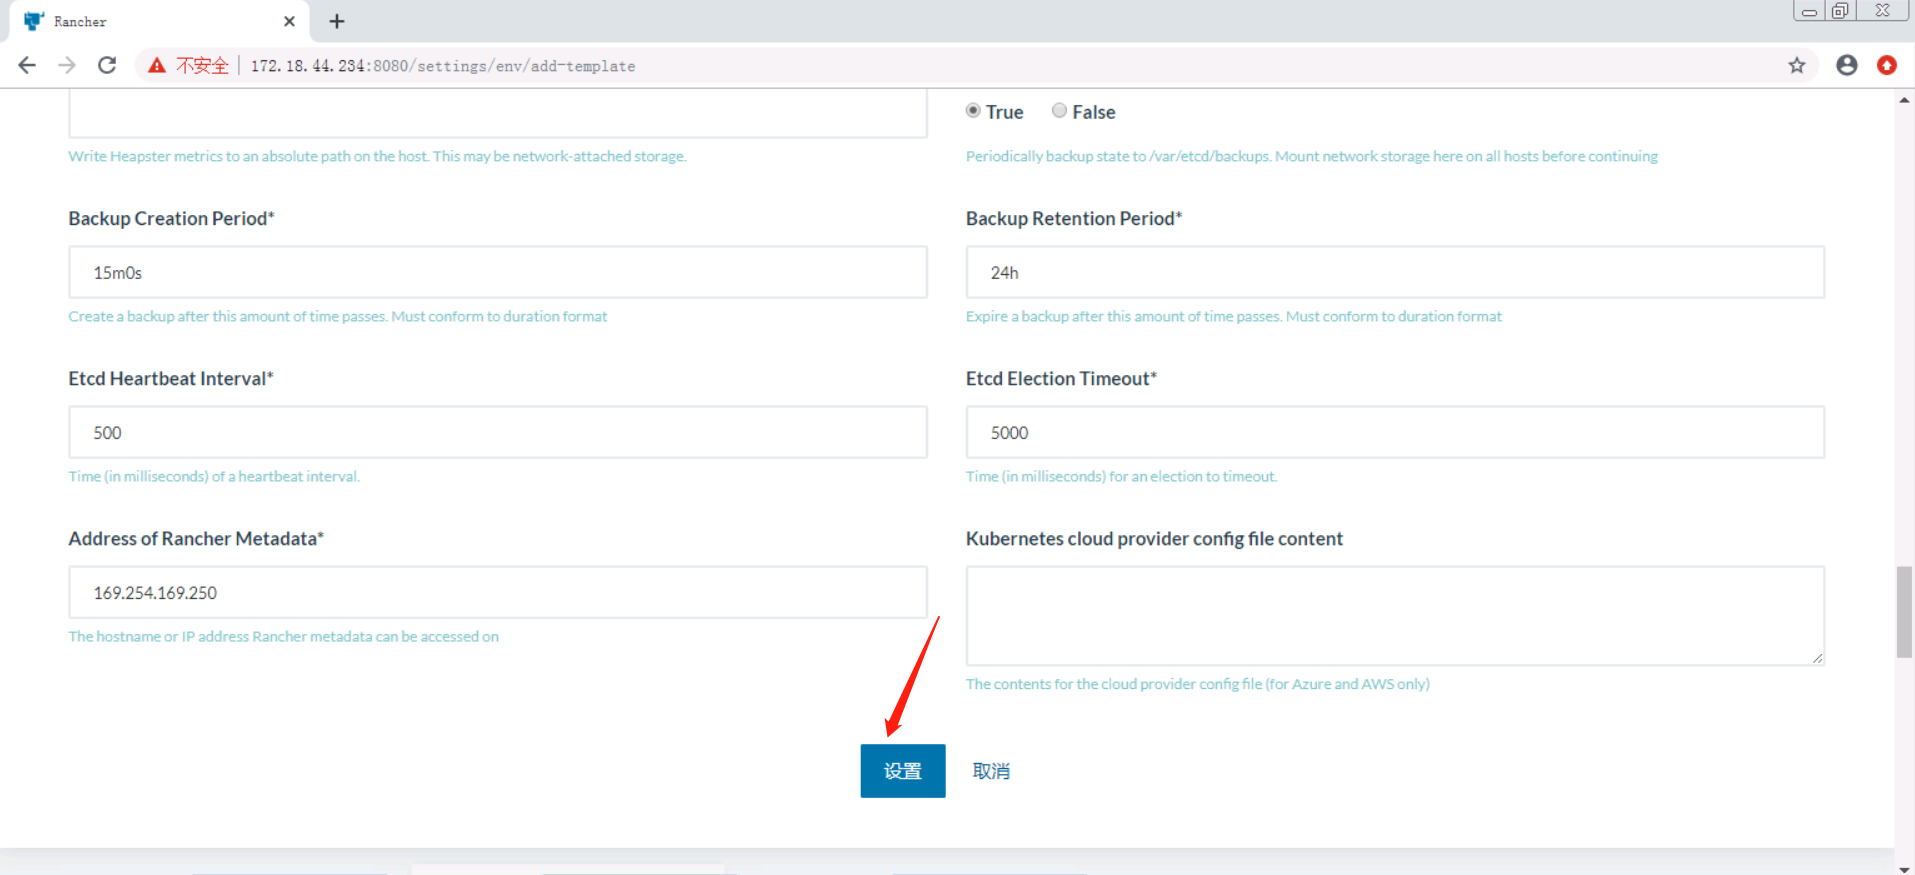 Rancher
不安全
172.18.44.234:8080/settings/env/add-template
True False
Write Heapster metrics to an absolute path on the host. This may be network-attached storage.
Periodically backup state to /var/etcd/backups. Mount network storage here on all hosts before continuing
Backup Creation Period*
Backup Retention Period*
15m0s
24h
Create a backup after this amount of time passes. Must conform to duration format
Expire a backup after this amount of time passes. Must conform to duration format
Etcd Heartbeat Interval*
Etcd Election Timeout*
500
5000
Time (in milliseconds) of a heartbeat interval.
Time (in milliseconds) for an election to timeout.
Address of Rancher Metadata*
Kubernetes cloud provider config file content
169.254.169.250
The hostname or IP address Rancher metadata can be accessed on
The contents for the cloud provider config file (for Azure and AWS only)
设置
取消